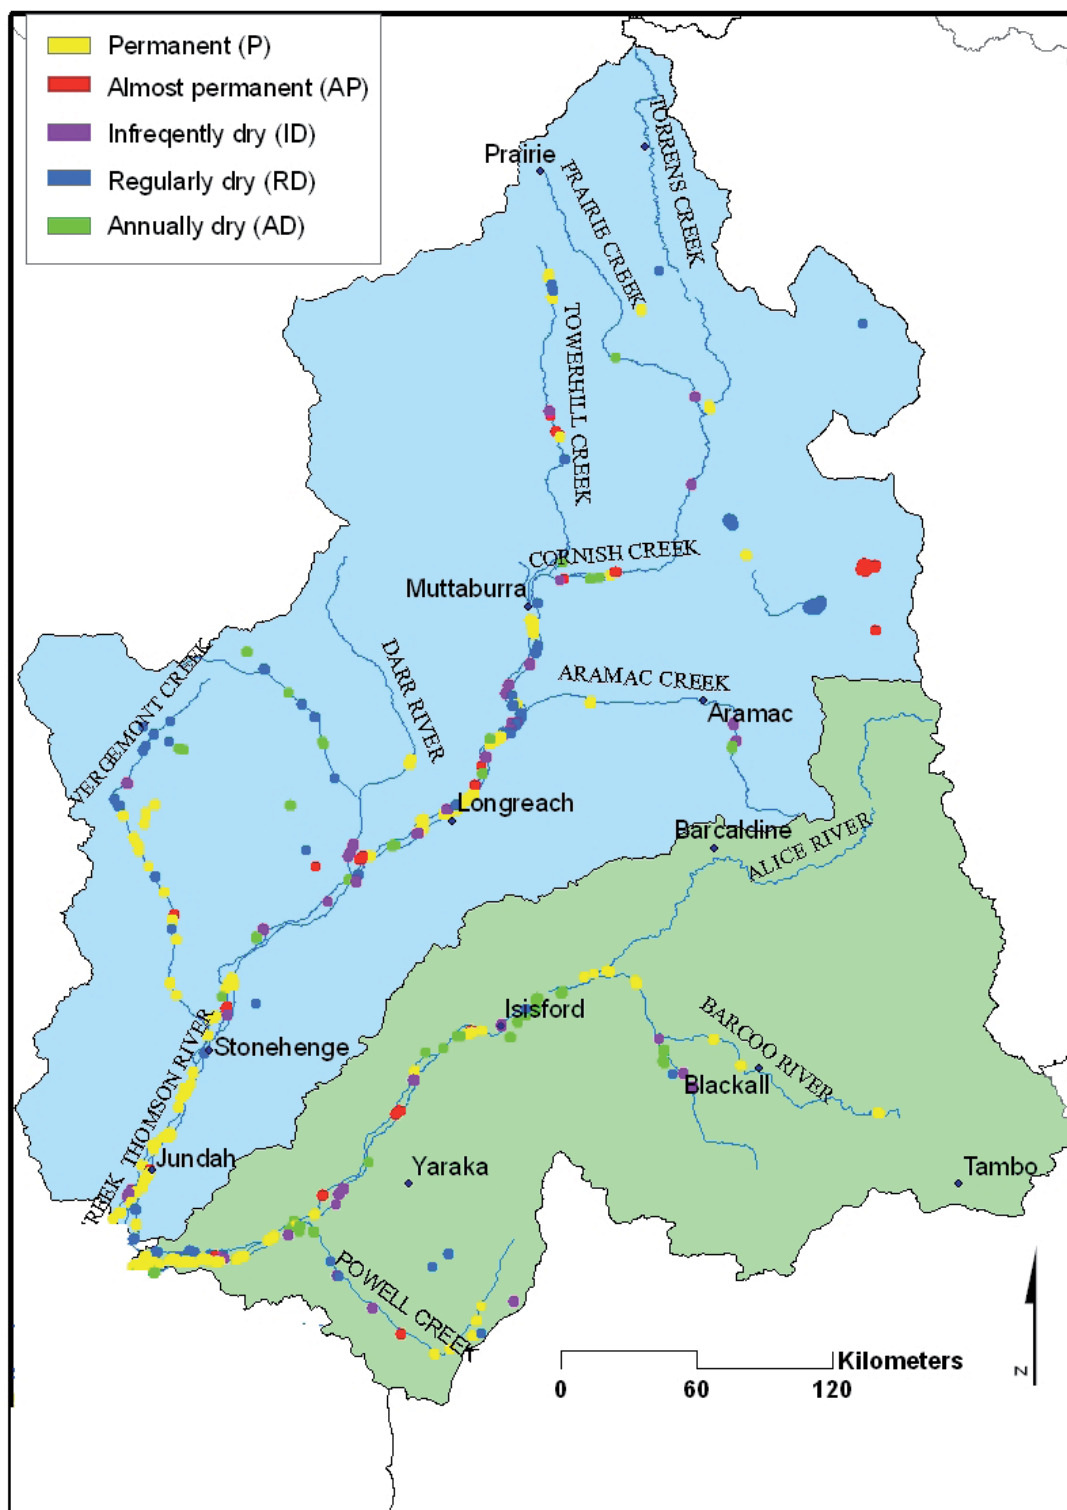 Permanent (P)
Almost permanent (AP)
Infreqently dry (ID)
Regularly dry (RD)
Annually dry (AD)
Prairie
PRAIRIE CREEK
TORRENS CREEK
TOWERHILL CREEK
CORNISH CREEK
Muttaburra
DARR RIVER
VERGEMONT CREEK
ARAMAC CREEK
Aramac
Longreach
Barcaldine
ALICE RIVER
Isisford
BARCOO RIVER
Stonehenge
THOMSON RIVER
Blackall
Jundah
Yaraka
Tambo
REEK
POWELL CREEK
Kilometers
0 60 120
N